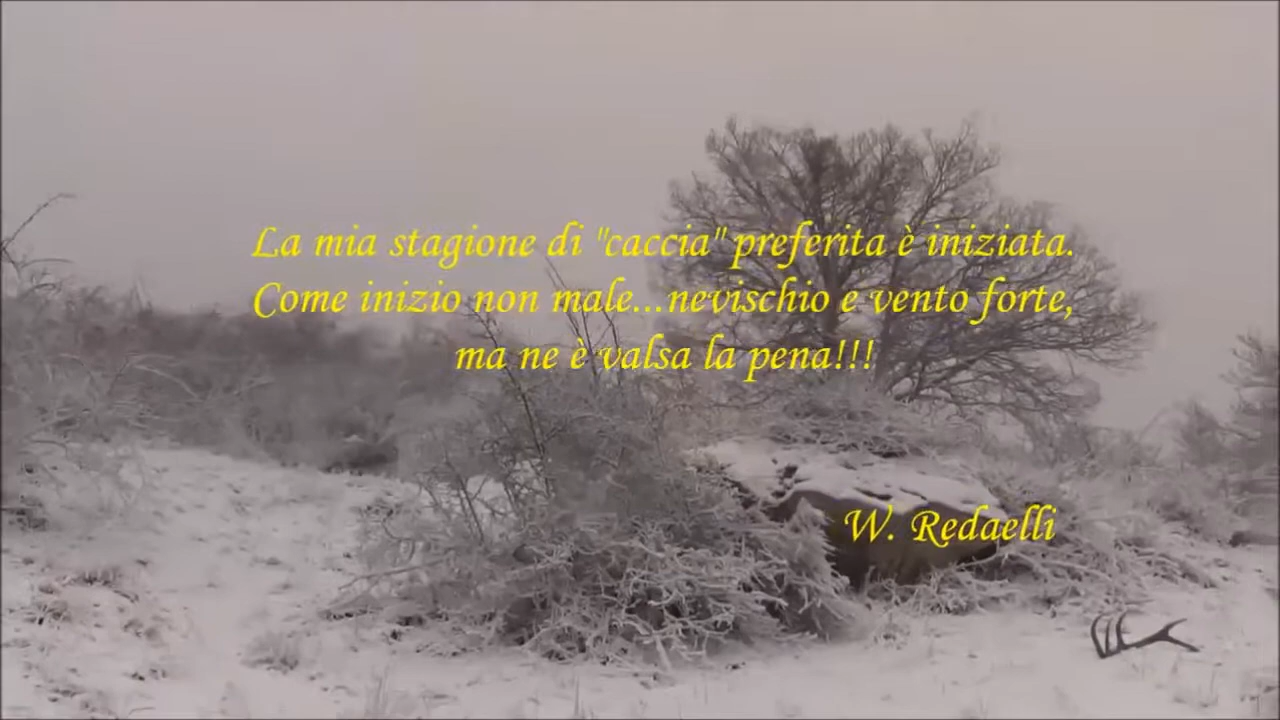 La mia stagione di "caccia" preferita è iniziata.
Come inizio non male...nevischio e vento forte,
ma ne è valsa la pena!!!
W. Redaelli